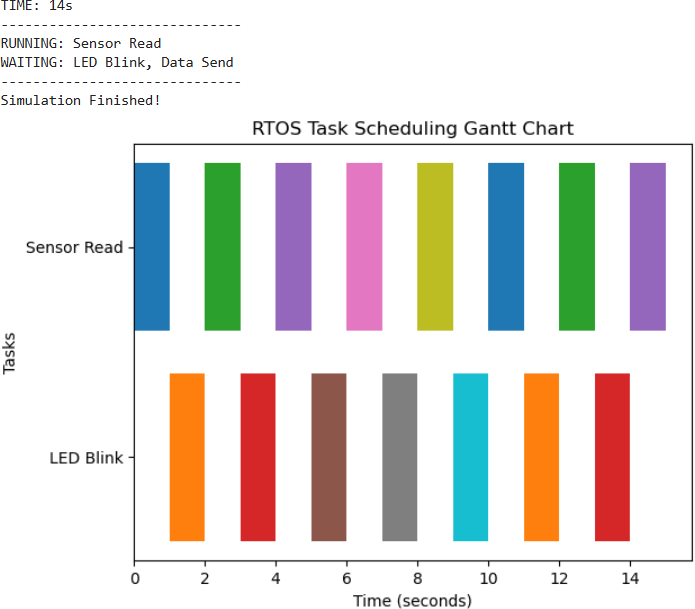 TIME: 14s
------------------------------
RUNNING: Sensor Read
WAITING: LED Blink, Data Send
------------------------------
Simulation Finished!
RTOS Task Scheduling Gantt Chart
Sensor Read
Tasks
LED Blink
0 2 4 6 8 10 12 14
Time (seconds)